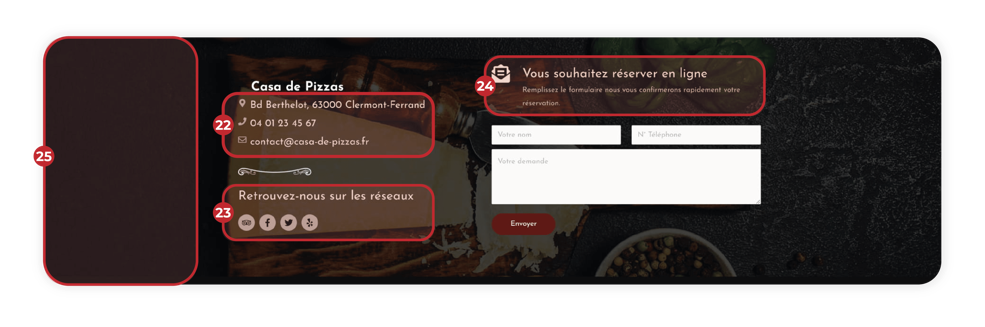 25
Casa de Pizzas
22
Bd Berthelot, 63000 Clermont-Ferrand
04 01 23 45 67
contact@casa-de-pizzas.fr
23
Retrouvez-nous sur les réseaux
24
Vous souhaitez réserver en ligne
Remplissez le formulaire nous vous confirmerons rapidement votre
réservation.
Votre nom
N° Téléphone
Votre demande
Envoyer